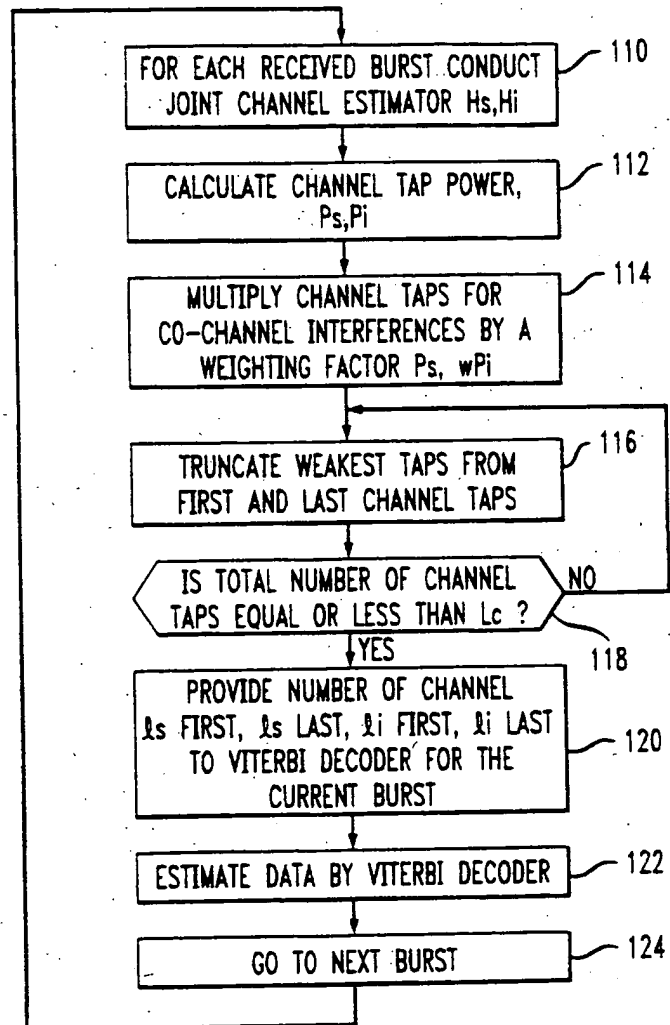 FOR EACH RECEIVED BURST CONDUCT
JOINT CHANNEL ESTIMATOR Hs,Hi
110
CALCULATE CHANNEL TAP POWER,
Ps,Pi
112
MULTIPLY CHANNEL TAPS FOR
CO-CHANNEL INTERFERENCES BY A
WEIGHTING FACTOR Ps, wPi
114
TRUNCATE WEAKEST TAPS FROM
FIRST AND LAST CHANNEL TAPS
116
IS TOTAL NUMBER OF CHANNEL
TAPS EQUAL OR LESS THAN Lc ?
NO
118
YES
PROVIDE NUMBER OF CHANNEL
ℓs FIRST, ℓs LAST, ℓi FIRST, ℓi LAST
TO VITERBI DECODER FOR THE
CURRENT BURST
120
ESTIMATE DATA BY VITERBI DECODER
122
GO TO NEXT BURST
124